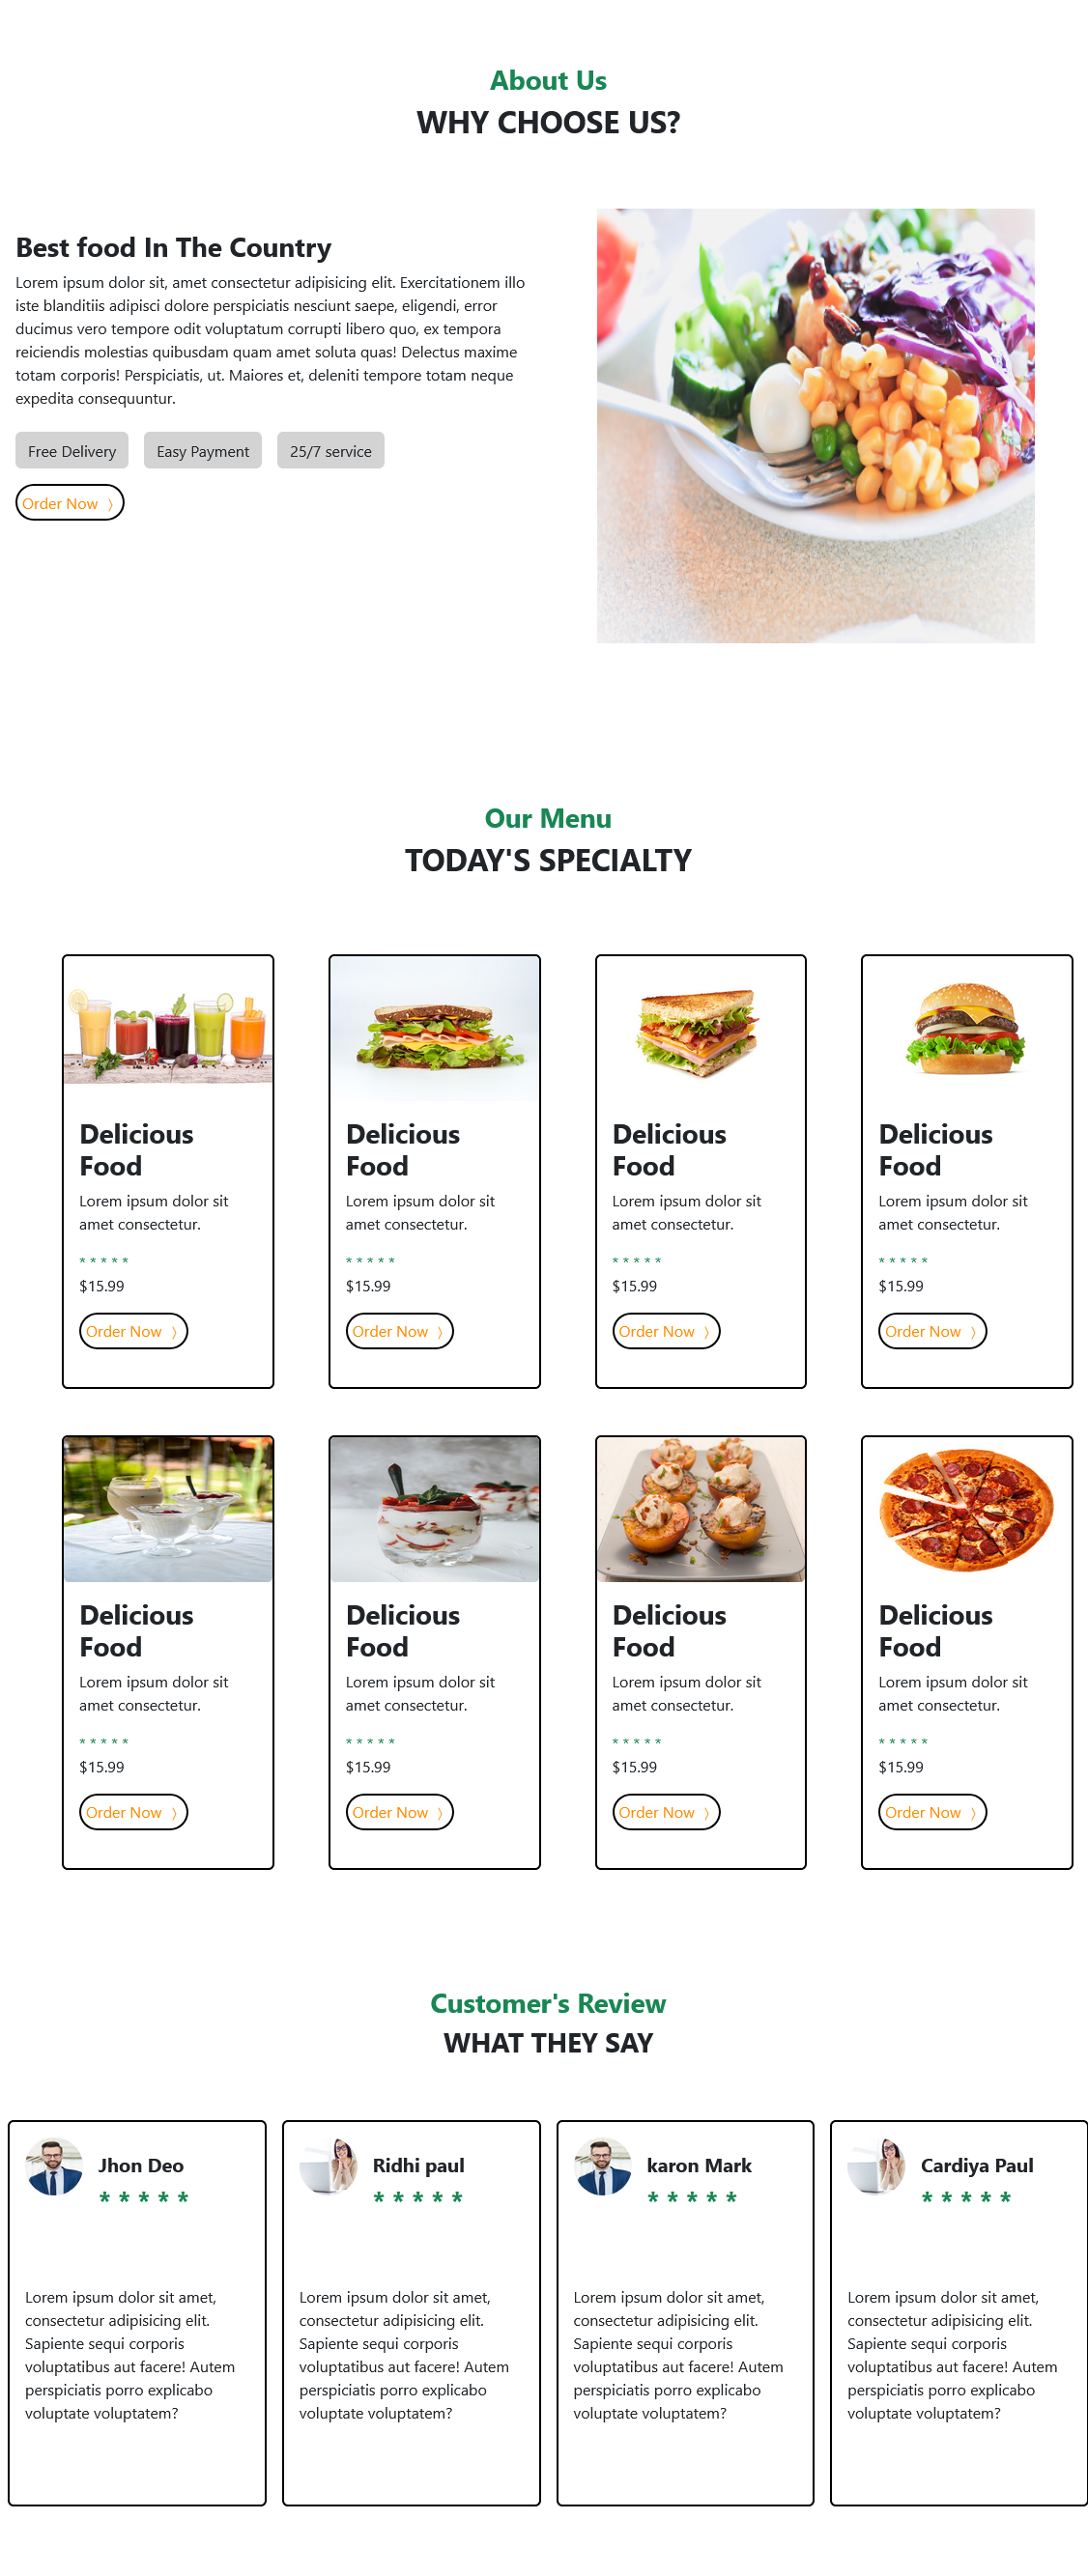 About Us
WHY CHOOSE US?
Best food In The Country
Lorem ipsum dolor sit, amet consectetur adipisicing elit. Exercitationem illo
iste blanditiis adipisci dolore perspiciatis nesciunt saepe, eligendi, error
ducimus vero tempore odit voluptatum corrupti libero quo, ex tempora
reiciendis molestias quibusdam quam amet soluta quas! Delectus maxime
totam corporis! Perspiciatis, ut. Maiores et, deleniti tempore totam neque
expedita consequuntur.
Free Delivery
Easy Payment
25/7 service
Order Now 〉
Our Menu
TODAY'S SPECIALTY
Delicious
Food
Lorem ipsum dolor sit
amet consectetur.
* * * * *
$15.99
Order Now 〉
Delicious
Food
Lorem ipsum dolor sit
amet consectetur.
* * * * *
$15.99
Order Now 〉
Delicious
Food
Lorem ipsum dolor sit
amet consectetur.
* * * * *
$15.99
Order Now 〉
Delicious
Food
Lorem ipsum dolor sit
amet consectetur.
* * * * *
$15.99
Order Now 〉
Delicious
Food
Lorem ipsum dolor sit
amet consectetur.
* * * * *
$15.99
Order Now 〉
Delicious
Food
Lorem ipsum dolor sit
amet consectetur.
* * * * *
$15.99
Order Now 〉
Delicious
Food
Lorem ipsum dolor sit
amet consectetur.
* * * * *
$15.99
Order Now 〉
Delicious
Food
Lorem ipsum dolor sit
amet consectetur.
* * * * *
$15.99
Order Now 〉
Customer's Review
WHAT THEY SAY
Jhon Deo
* * * * *
Lorem ipsum dolor sit amet,
consectetur adipisicing elit.
Sapiente sequi corporis
voluptatibus aut facere! Autem
perspiciatis porro explicabo
voluptate voluptatem?
Ridhi paul
* * * * *
Lorem ipsum dolor sit amet,
consectetur adipisicing elit.
Sapiente sequi corporis
voluptatibus aut facere! Autem
perspiciatis porro explicabo
voluptate voluptatem?
karon Mark
* * * * *
Lorem ipsum dolor sit amet,
consectetur adipisicing elit.
Sapiente sequi corporis
voluptatibus aut facere! Autem
perspiciatis porro explicabo
voluptate voluptatem?
Cardiya Paul
* * * * *
Lorem ipsum dolor sit amet,
consectetur adipisicing elit.
Sapiente sequi corporis
voluptatibus aut facere! Autem
perspiciatis porro explicabo
voluptate voluptatem?